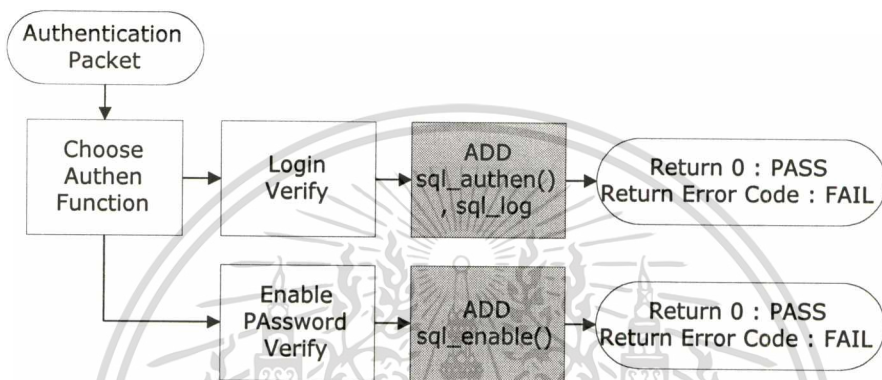 Authentication
Packet
Choose
Authen
Function
Login
Verify
ADD
sql_authen()
, sql_log
Return 0 : PASS
Return Error Code : FAIL
Enable
PAssword
Verify
ADD
sql_enable()
Return 0 : PASS
Return Error Code : FAIL